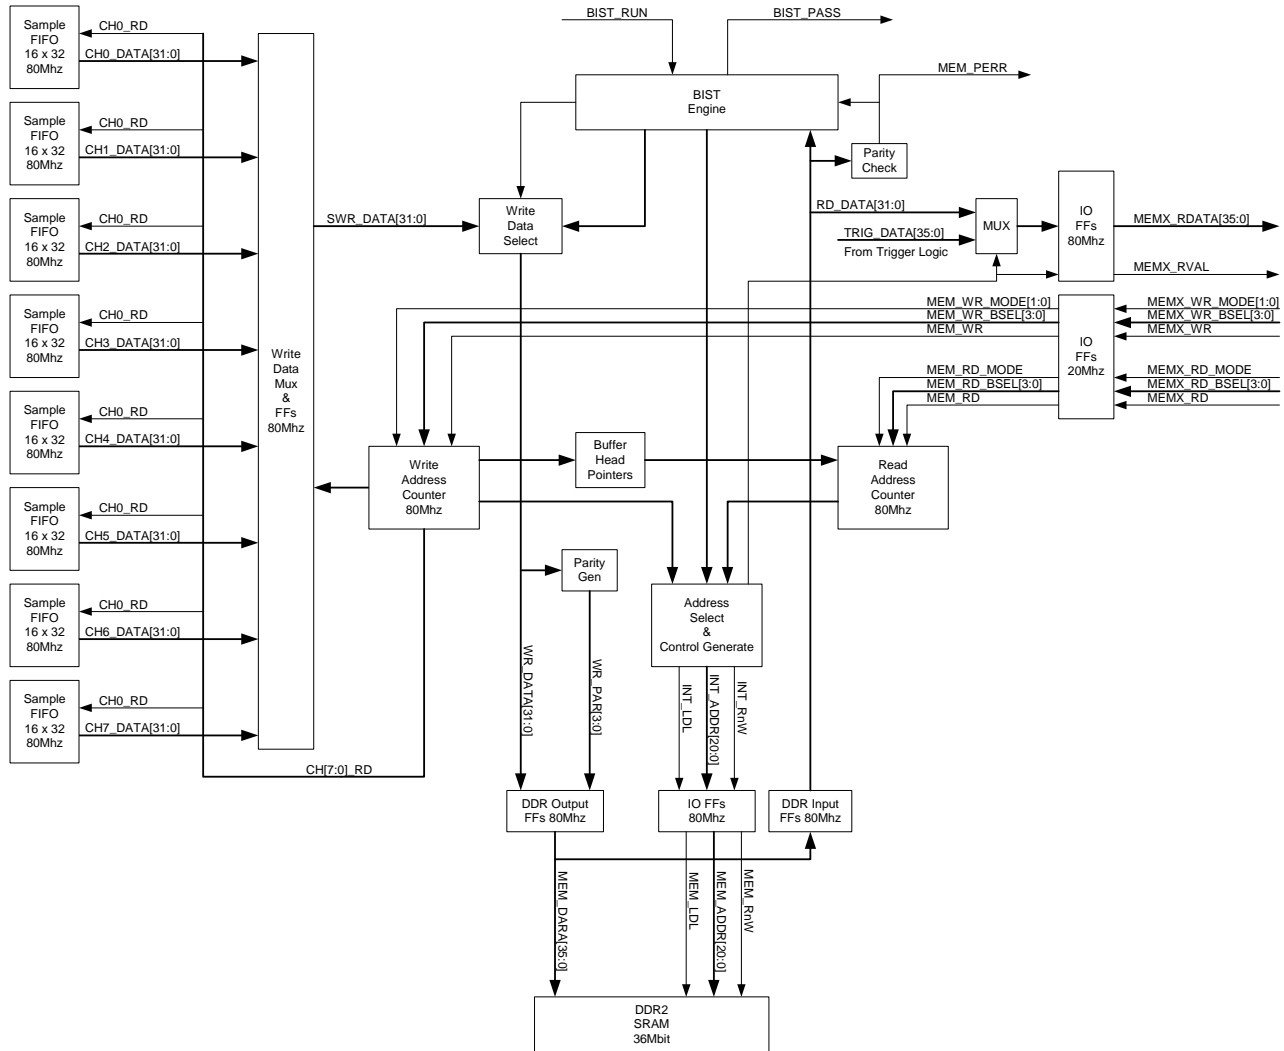 Sample
FIFO
16 x 32
80Mhz
CH0_RD
CH0_DATA[31:0]
Sample
FIFO
16 x 32
80Mhz
CH0_RD
CH1_DATA[31:0]
Sample
FIFO
16 x 32
80Mhz
CH0_RD
CH2_DATA[31:0]
Sample
FIFO
16 x 32
80Mhz
CH0_RD
CH3_DATA[31:0]
Sample
FIFO
16 x 32
80Mhz
CH0_RD
CH4_DATA[31:0]
Sample
FIFO
16 x 32
80Mhz
CH0_RD
CH5_DATA[31:0]
Sample
FIFO
16 x 32
80Mhz
CH0_RD
CH6_DATA[31:0]
Sample
FIFO
16 x 32
80Mhz
CH0_RD
CH7_DATA[31:0]
Write
Data
Mux
&
FFs
80Mhz
CH[7:0]_RD
BIST_RUN
BIST_PASS
BIST
Engine
MEM_PERR
Parity
Check
SWR_DATA[31:0]
Write
Data
Select
RD_DATA[31:0]
TRIG_DATA[35:0]
From Trigger Logic
MUX
IO
FFs
80Mhz
MEMX_RDATA[35:0]
MEMX_RVAL
MEM_WR_MODE[1:0]
MEM_WR_BSEL[3:0]
MEM_WR
IO
FFs
20Mhz
MEMX_WR_MODE[1:0]
MEMX_WR_BSEL[3:0]
MEMX_WR
MEM_RD_MODE
MEM_RD_BSEL[3:0]
MEM_RD
MEMX_RD_MODE
MEMX_RD_BSEL[3:0]
MEMX_RD
Write
Address
Counter
80Mhz
Buffer
Head
Pointers
Read
Address
Counter
80Mhz
Parity
Gen
Address
Select
&
Control Generate
WR_DATA[31:0]
WR_PAR[3:0]
INT_LDL
INT_ADDR[20:0]
INT_RnW
DDR Output
FFs 80Mhz
IO FFs
80Mhz
DDR Input
FFs 80Mhz
MEM_DARA[35:0]
MEM_LDL
MEM_ADDR[20:0]
MEM_RnW
DDR2
SRAM
36Mbit